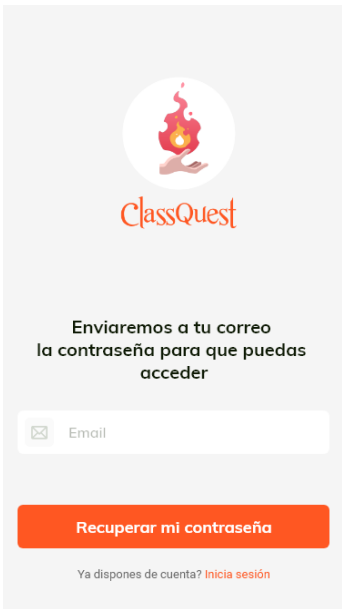 ClassQuest
Enviaremos a tu correo
la contraseña para que puedas
acceder
Email
Recuperar mi contraseña
Ya dispones de cuenta? Inicia sesión